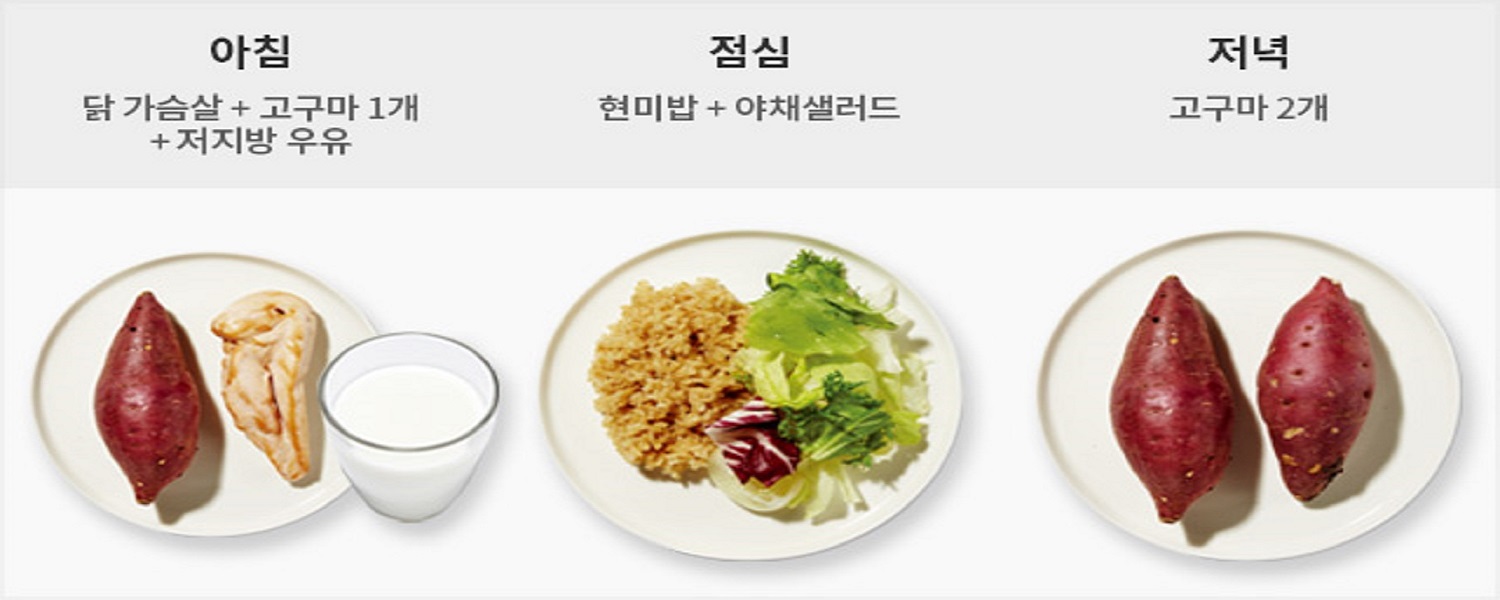 아침
닭 가슴살 + 고구마 1개
+ 저지방 우유
점심
현미밥 + 야채샐러드
저녁
고구마 2개